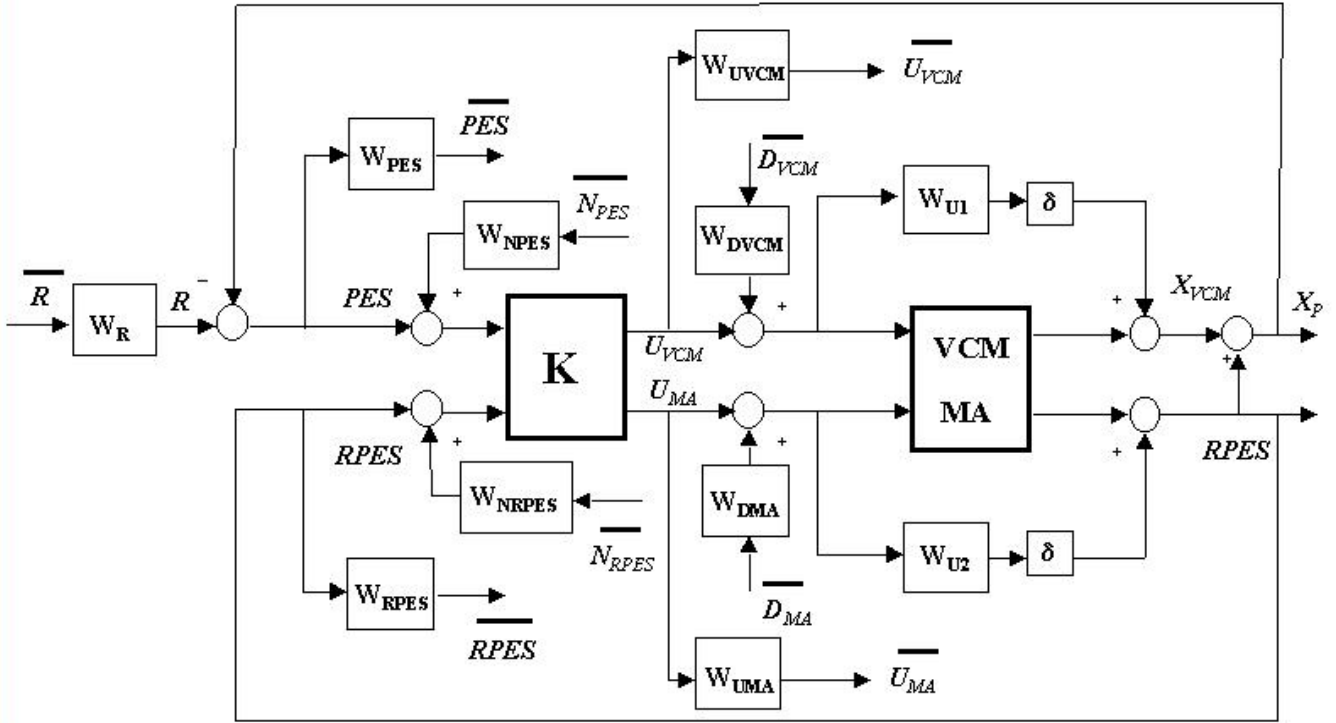 W_UVCM
U_VCM
PES
W_PES
D_VCM
N_PES
W_NPES
W_DVCM
W_U1
δ
R
W_R
R
−
PES
+
K
U_VCM
U_MA
+
VCM
MA
+
X_VCM
+
X_P
RPES
+
W_NRPES
N_RPES
+
W_DMA
D_MA
+
RPES
W_U2
δ
W_RPES
RPES
W_UMA
U_MA